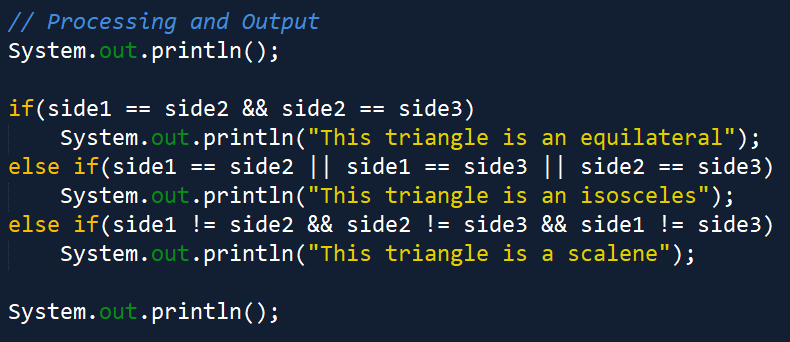 // Processing and Output
System.out.println();
if(side1 == side2 && side2 == side3)
System.out.println("This triangle is an equilateral");
else if(side1 == side2 || side1 == side3 || side2 == side3)
System.out.println("This triangle is an isosceles");
else if(side1 != side2 && side2 != side3 && side1 != side3)
System.out.println("This triangle is a scalene");
System.out.println();